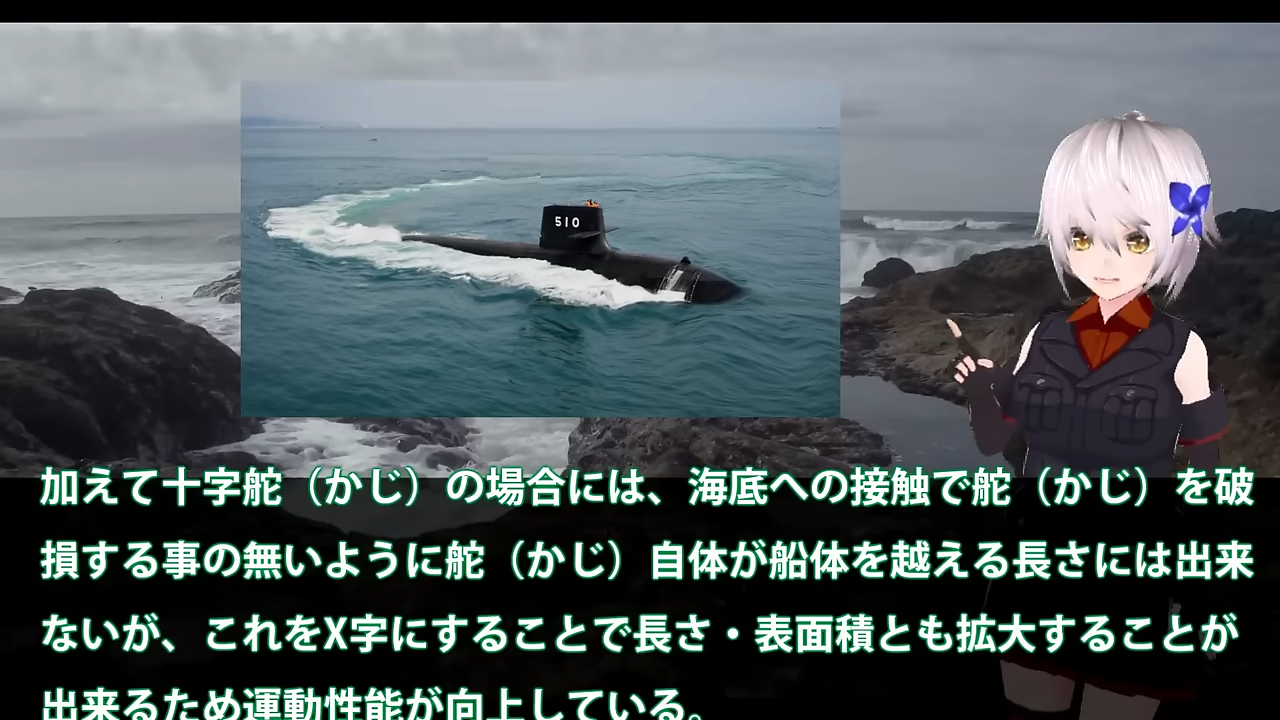 510
加えて十字舵（かじ）の場合には、海底への接触で舵（かじ）を破
損する事の無いように舵（かじ）自体が船体を越える長さには出来
ないが、これをX字にすることで長さ・表面積とも拡大することが
出来るため運動性能が向上している。